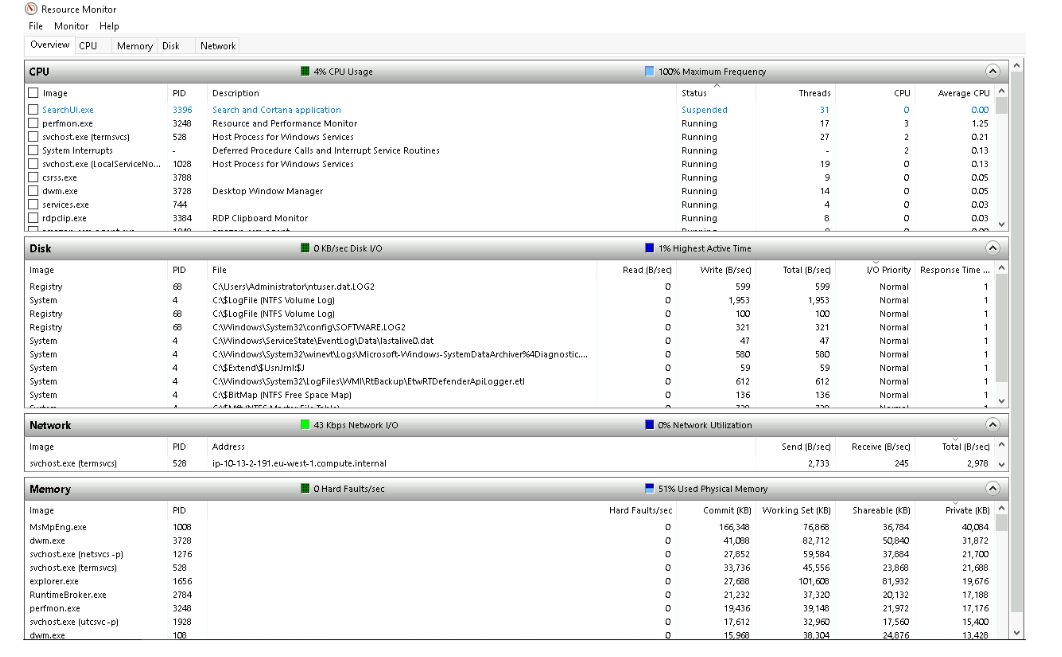 Resource Monitor
File Monitor Help
Overview CPU Memory Disk Network
CPU 4% CPU Usage 100% Maximum Frequency
Image PID Description Status Threads CPU Average CPU
SearchUI.exe 3396 Search and Cortana application Suspended 31 0 0.00
perfmon.exe 3248 Resource and Performance Monitor Running 17 3 1.25
svchost.exe (termsvcs) 528 Host Process for Windows Services Running 27 2 0.21
System Interrupts - Deferred Procedure Calls and Interrupt Service Routines Running - 2 0.13
svchost.exe (LocalServiceNo... 1028 Host Process for Windows Services Running 19 0 0.13
csrss.exe 3788 Running 9 0 0.05
dwm.exe 3728 Desktop Window Manager Running 14 0 0.05
services.exe 744 Running 4 0 0.03
rdpclip.exe 3384 RDP Clipboard Monitor Running 8 0 0.03
Disk 0 KB/sec Disk I/O 1% Highest Active Time
Image PID File Read (B/sec) Write (B/sec) Total (B/sec) I/O Priority Response Time ...
Registry 68 C:\Users\Administrator\ntuser.dat.LOG2 0 599 599 Normal 1
System 4 C:\$LogFile (NTFS Volume Log) 0 1,953 1,953 Normal 1
Registry 68 C:\$LogFile (NTFS Volume Log) 0 100 100 Normal 1
Registry 68 C:\Windows\System32\config\SOFTWARE.LOG2 0 321 321 Normal 1
System 4 C:\Windows\ServiceState\EventLog\Data\lastalive0.dat 0 47 47 Normal 1
System 4 C:\Windows\System32\winevt\Logs\Microsoft-Windows-SystemDataArchiver%4Diagnostic.... 0 580 580 Normal 1
System 4 C:\$Extend\$UsnJrnl:$J 0 59 59 Normal 1
System 4 C:\Windows\System32\LogFiles\WMI\RtBackup\EtwRTDefenderApiLogger.etl 0 612 612 Normal 1
System 4 C:\$BitMap (NTFS Free Space Map) 0 136 136 Normal 1
Network 43 Kbps Network I/O 0% Network Utilization
Image PID Address Send (B/sec) Receive (B/sec) Total (B/sec)
svchost.exe (termsvcs) 528 ip-10-13-2-191.eu-west-1.compute.internal 2,733 245 2,978
Memory 0 Hard Faults/sec 51% Used Physical Memory
Image PID Hard Faults/sec Commit (KB) Working Set (KB) Shareable (KB) Private (KB)
MsMpEng.exe 1008 0 166,348 76,868 36,784 40,084
dwm.exe 3728 0 41,088 82,712 50,840 31,872
svchost.exe (netsvcs -p) 1276 0 27,852 59,584 37,884 21,700
svchost.exe (termsvcs) 528 0 33,736 45,556 23,868 21,688
explorer.exe 1656 0 27,688 101,608 81,932 19,676
RuntimeBroker.exe 2784 0 21,232 37,320 20,132 17,188
perfmon.exe 3248 0 19,436 39,148 21,972 17,176
svchost.exe (utcsvc -p) 1928 0 17,612 32,960 17,560 15,400
dwm.exe 108 0 15,968 38,304 24,876 13,428